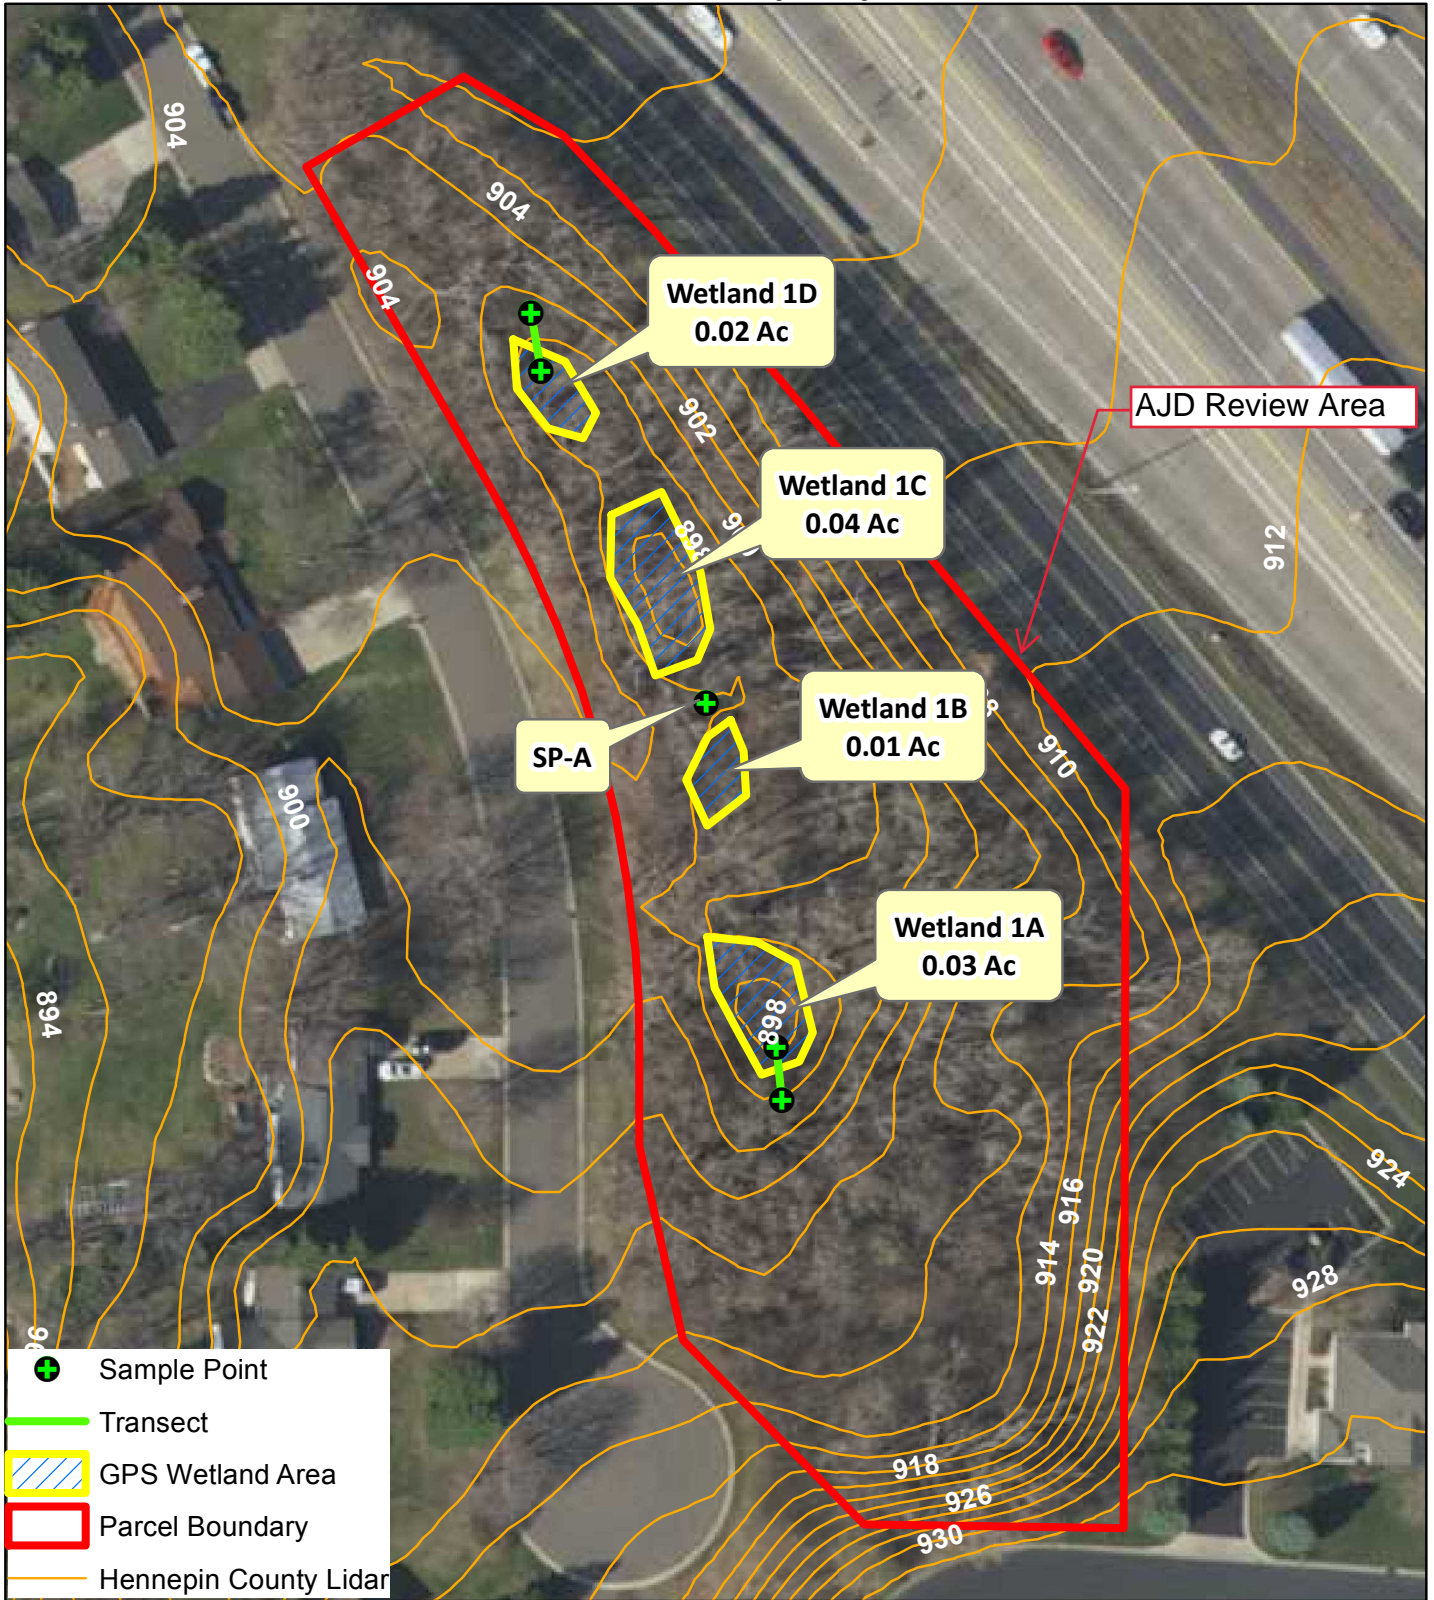 904
904
904
Wetland 1D
0.02 Ac
902
AJD Review Area
Wetland 1C
0.04 Ac
898
912
Wetland 1B
0.01 Ac
SP-A
910
900
Wetland 1A
0.03 Ac
898
894
924
916
914
920
928
922
918
926
930
Sample Point
Transect
GPS Wetland Area
Parcel Boundary
Hennepin County Lidar